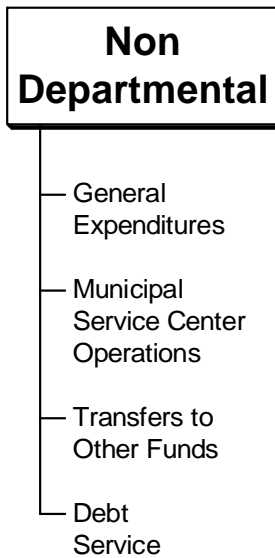 Non
Departmental
General
Expenditures
Municipal
Service Center
Operations
Transfers to
Other Funds
Debt
Service